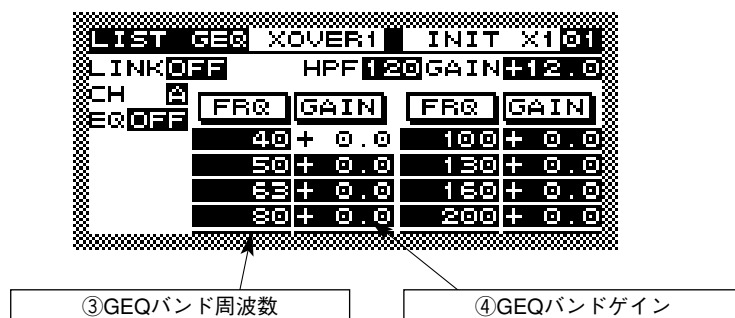 LIST GEQ XOVER1 INIT X1 01
LINK OFF HPF 120 GAIN +12.0
CH A
EQ OFF
FRQ GAIN FRQ GAIN
40 + 0.0 100 + 0.0
50 + 0.0 130 + 0.0
63 + 0.0 160 + 0.0
80 + 0.0 200 + 0.0
③GEQバンド周波数 ④GEQバンドゲイン